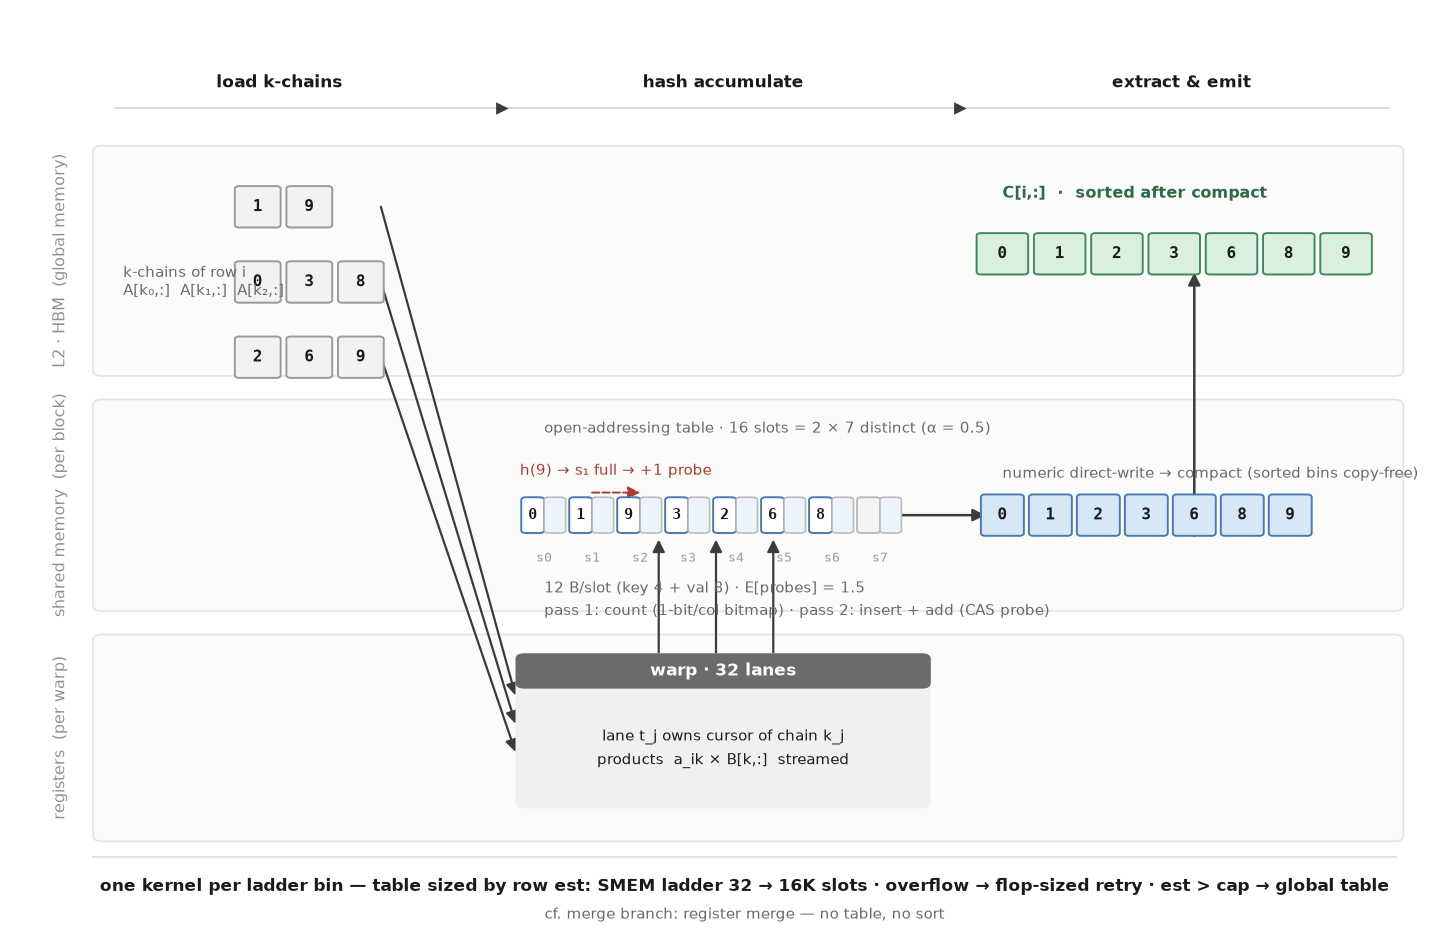 load k-chains
hash accumulate
extract & emit
L2 · HBM (global memory)
1 9
k-chains of row i
A[k₀,:] A[k₁,:] A[k₂,:]
0 3 8
2 6 9
C[i,:] · sorted after compact
0 1 2 3 6 8 9
shared memory (per block)
open-addressing table · 16 slots = 2 × 7 distinct (α = 0.5)
h(9) → s₁ full → +1 probe
0 1 9 3 2 6 8
s0 s1 s2 s3 s4 s5 s6 s7
12 B/slot (key 4 + val 8) · E[probes] = 1.5
pass 1: count (1-bit/col bitmap) · pass 2: insert + add (CAS probe)
numeric direct-write → compact (sorted bins copy-free)
0 1 2 3 6 8 9
registers (per warp)
warp · 32 lanes
lane t_j owns cursor of chain k_j
products a_ik × B[k,:] streamed
one kernel per ladder bin — table sized by row est: SMEM ladder 32 → 16K slots · overflow → flop-sized retry · est > cap → global table
cf. merge branch: register merge — no table, no sort